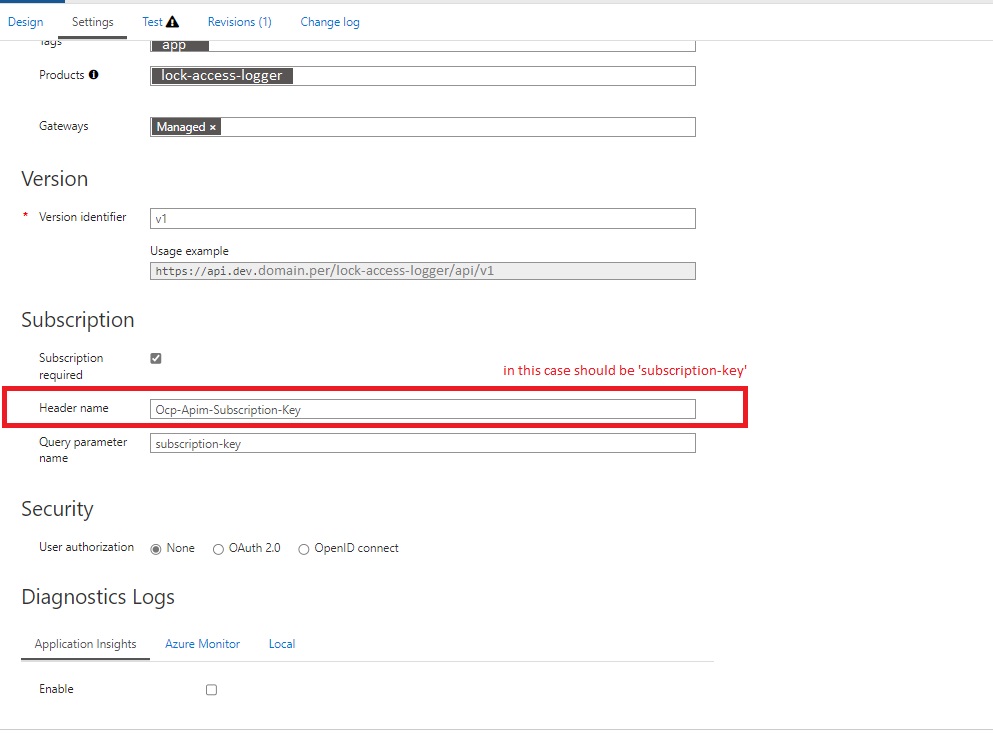 Design Settings Test Revisions (1) Change log
Tags app
Products lock-access-logger
Gateways Managed ×
Version
* Version identifier v1
Usage example
https://api.dev.domain.per/lock-access-logger/api/v1
Subscription
Subscription
required
in this case should be 'subscription-key'
Header name Ocp-Apim-Subscription-Key
Query parameter
name
subscription-key
Security
User authorization None OAuth 2.0 OpenID connect
Diagnostics Logs
Application Insights Azure Monitor Local
Enable